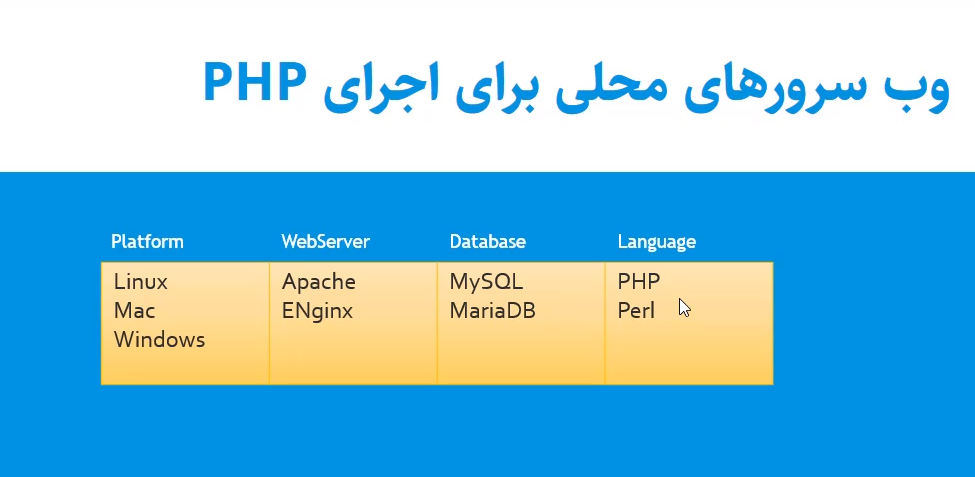 وب سرورهای محلی برای اجرای PHP
Platform WebServer Database Language
Linux Apache MySQL PHP
Mac ENginx MariaDB Perl
Windows